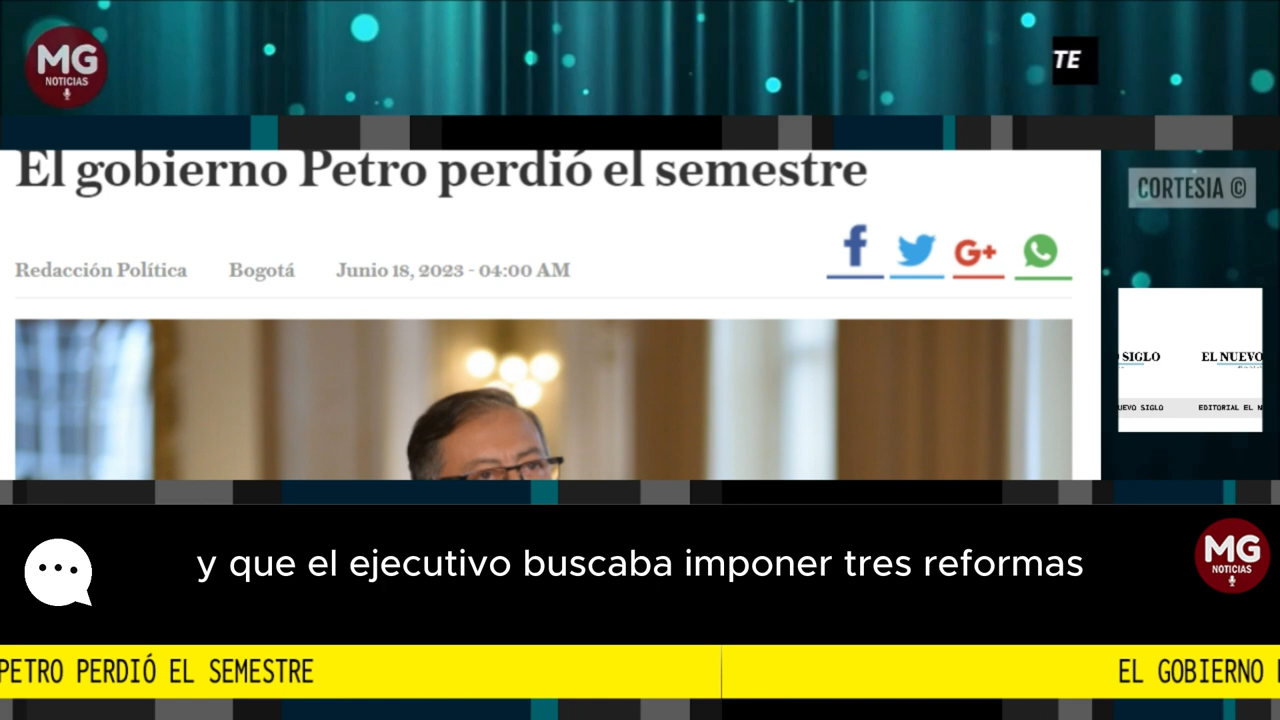 MG
NOTICIAS
TE
El gobierno Petro perdió el semestre
CORTESIA ©
Redacción Política Bogotá Junio 18, 2023 - 04:00 AM
f G+
SIGLO EL NUEVO
UEVO SIGLO EDITORIAL EL N
y que el ejecutivo buscaba imponer tres reformas
MG
NOTICIAS
PETRO PERDIÓ EL SEMESTRE EL GOBIERNO